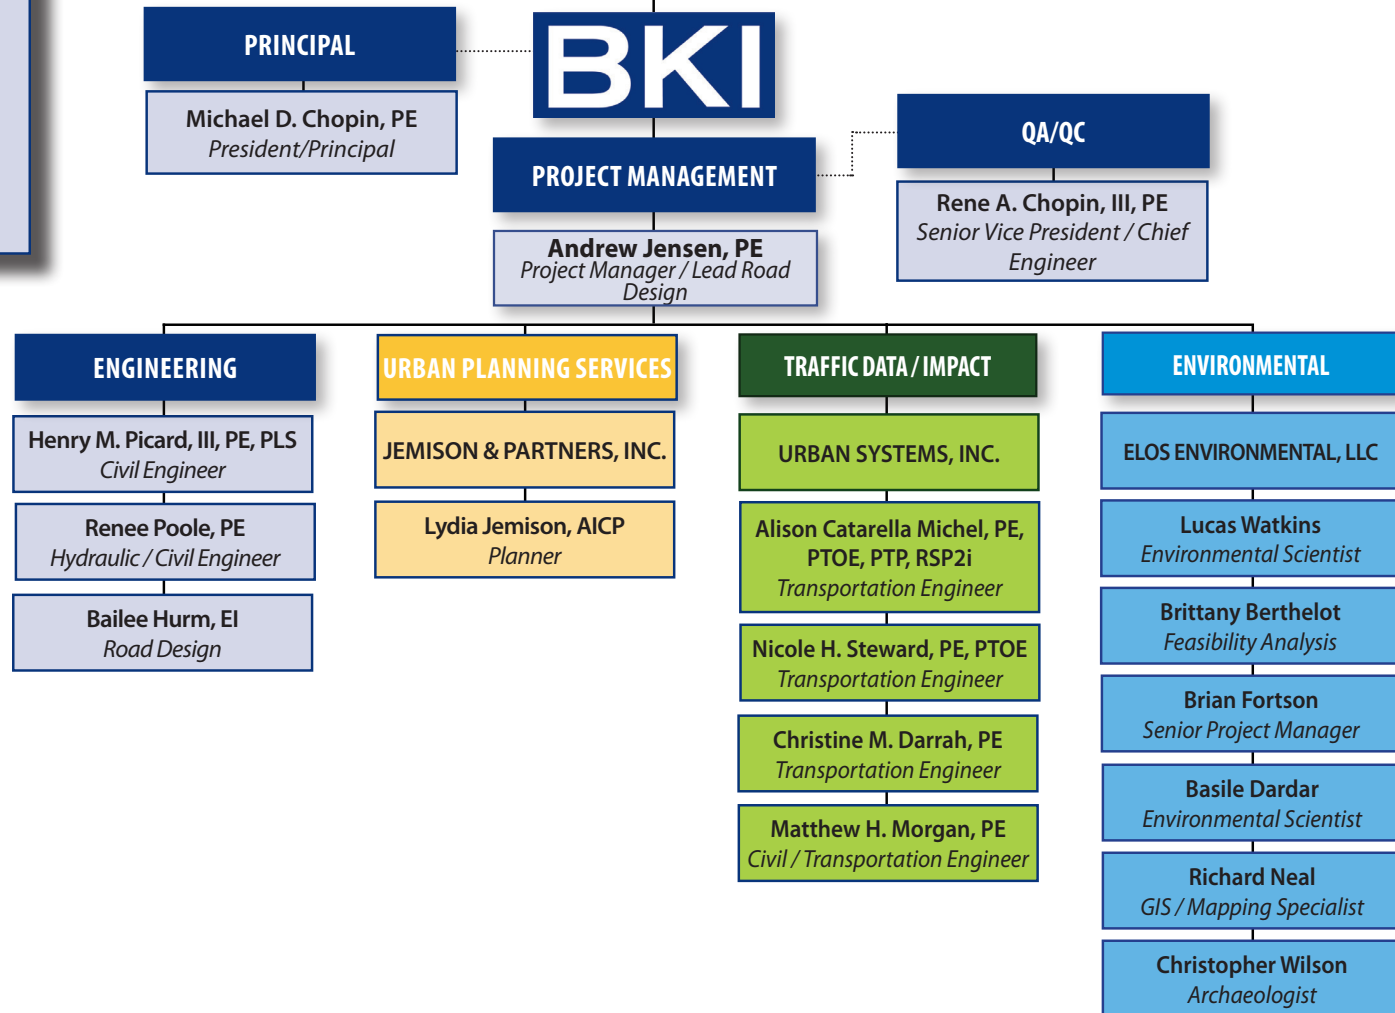 PRINCIPAL
Michael D. Chopin, PE
President/Principal
BKI
PROJECT MANAGEMENT
Andrew Jensen, PE
Project Manager / Lead Road
Design
QA/QC
Rene A. Chopin, III, PE
Senior Vice President / Chief
Engineer
ENGINEERING
Henry M. Picard, III, PE, PLS
Civil Engineer
Renee Poole, PE
Hydraulic / Civil Engineer
Bailee Hurm, EI
Road Design
URBAN PLANNING SERVICES
JEMISON & PARTNERS, INC.
Lydia Jemison, AICP
Planner
TRAFFIC DATA / IMPACT
URBAN SYSTEMS, INC.
Alison Catarella Michel, PE,
PTOE, PTP, RSP2i
Transportation Engineer
Nicole H. Steward, PE, PTOE
Transportation Engineer
Christine M. Darrah, PE
Transportation Engineer
Matthew H. Morgan, PE
Civil / Transportation Engineer
ENVIRONMENTAL
ELOS ENVIRONMENTAL, LLC
Lucas Watkins
Environmental Scientist
Brittany Berthelot
Feasibility Analysis
Brian Fortson
Senior Project Manager
Basile Dardar
Environmental Scientist
Richard Neal
GIS / Mapping Specialist
Christopher Wilson
Archaeologist